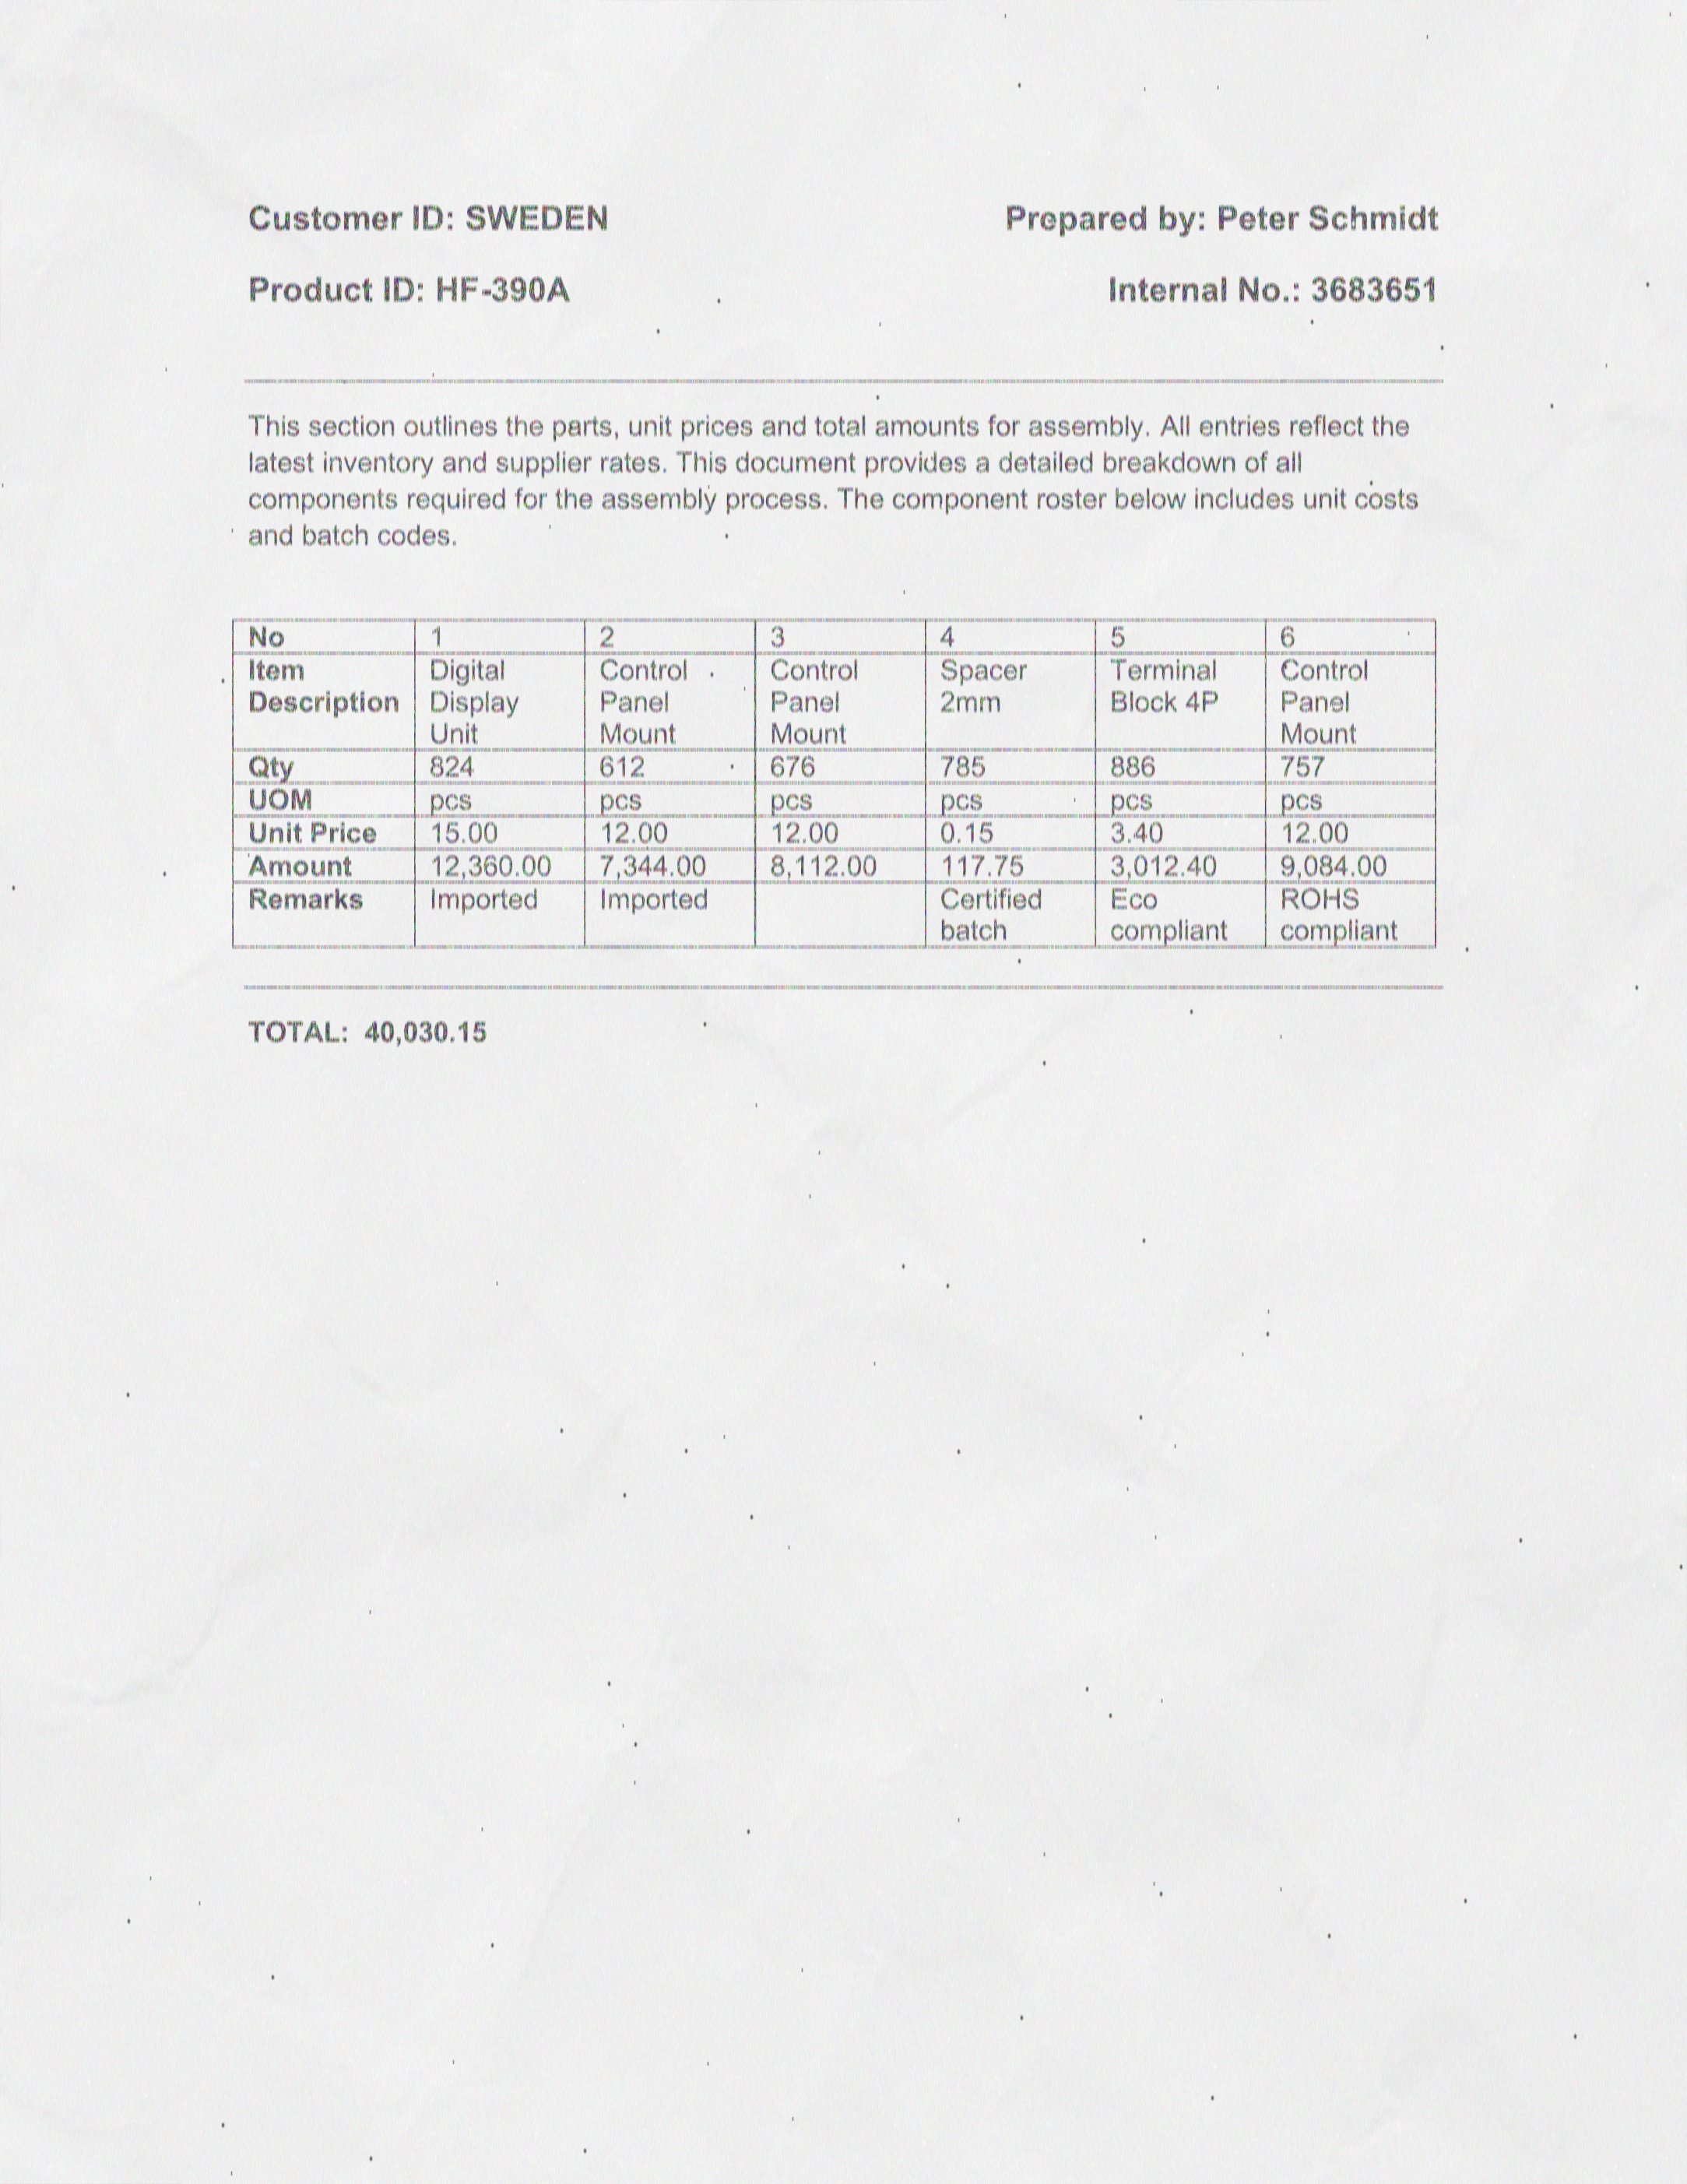 Customer ID: SWEDEN Prepared by: Peter Schmidt
Product ID: HF-390A Internal No.: 3683651
This section outlines the parts, unit prices and total amounts for assembly. All entries reflect the
latest inventory and supplier rates. This document provides a detailed breakdown of all
components required for the assembly process. The component roster below includes unit costs
and batch codes.
No 1 2 3 4 5 6
Item Digital Control Control Spacer Terminal Control
Description Display Panel Panel 2mm Block 4P Panel
Unit Mount Mount Mount
Qty 824 612 676 785 886 757
UOM pcs pcs pcs pcs pcs pcs
Unit Price 15.00 12.00 12.00 0.15 3.40 12.00
Amount 12,360.00 7,344.00 8,112.00 117.75 3,012.40 9,084.00
Remarks Imported Imported Certified Eco ROHS
batch compliant compliant
TOTAL: 40,030.15